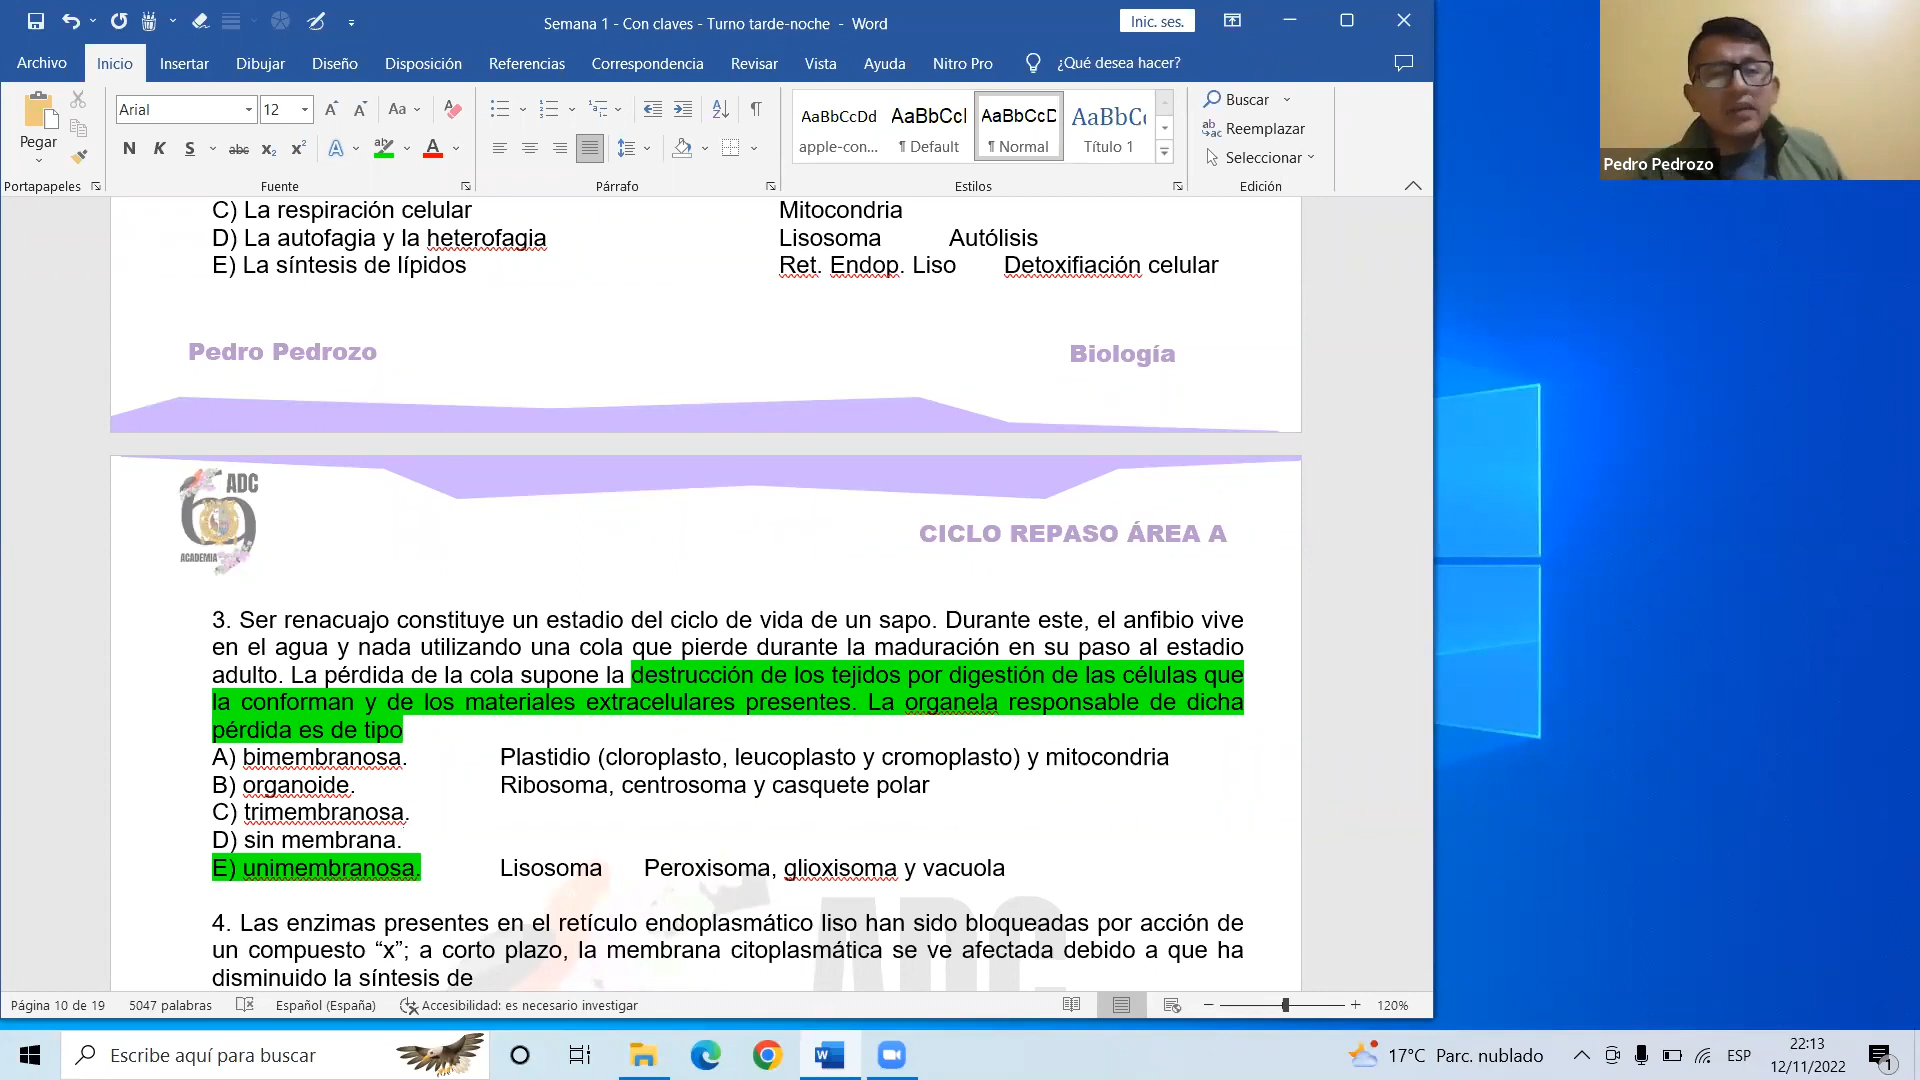 Semana 1 - Con claves - Turno tarde-noche - Word
Inic. ses.
Archivo Inicio Insertar Dibujar Diseño Disposición Referencias Correspondencia Revisar Vista Ayuda Nitro Pro ¿Qué desea hacer?
Pegar
Arial 12
Aa
N K S abc x₂ x² A A
AaBbCcDd AaBbCcI AaBbCcD AaBbCc
apple-con... ¶ Default ¶ Normal Título 1
Buscar
Reemplazar
Seleccionar
Portapapeles Fuente Párrafo Estilos Edición
Pedro Pedrozo
C) La respiración celular Mitocondria
D) La autofagia y la heterofagia Lisosoma Autólisis
E) La síntesis de lípidos Ret. Endop. Liso Detoxifiación celular
Pedro Pedrozo Biología
ADC
ACADEMIA
CICLO REPASO ÁREA A
3. Ser renacuajo constituye un estadio del ciclo de vida de un sapo. Durante este, el anfibio vive
en el agua y nada utilizando una cola que pierde durante la maduración en su paso al estadio
adulto. La pérdida de la cola supone la destrucción de los tejidos por digestión de las células que
la conforman y de los materiales extracelulares presentes. La organela responsable de dicha
pérdida es de tipo
A) bimembranosa. Plastidio (cloroplasto, leucoplasto y cromoplasto) y mitocondria
B) organoide. Ribosoma, centrosoma y casquete polar
C) trimembranosa.
D) sin membrana.
E) unimembranosa. Lisosoma Peroxisoma, glioxisoma y vacuola
ADC
4. Las enzimas presentes en el retículo endoplasmático liso han sido bloqueadas por acción de
un compuesto “x”; a corto plazo, la membrana citoplasmática se ve afectada debido a que ha
disminuido la síntesis de
Página 10 de 19 5047 palabras Español (España) Accesibilidad: es necesario investigar 120%
Escribe aquí para buscar
17°C Parc. nublado ESP
22:13
12/11/2022
1